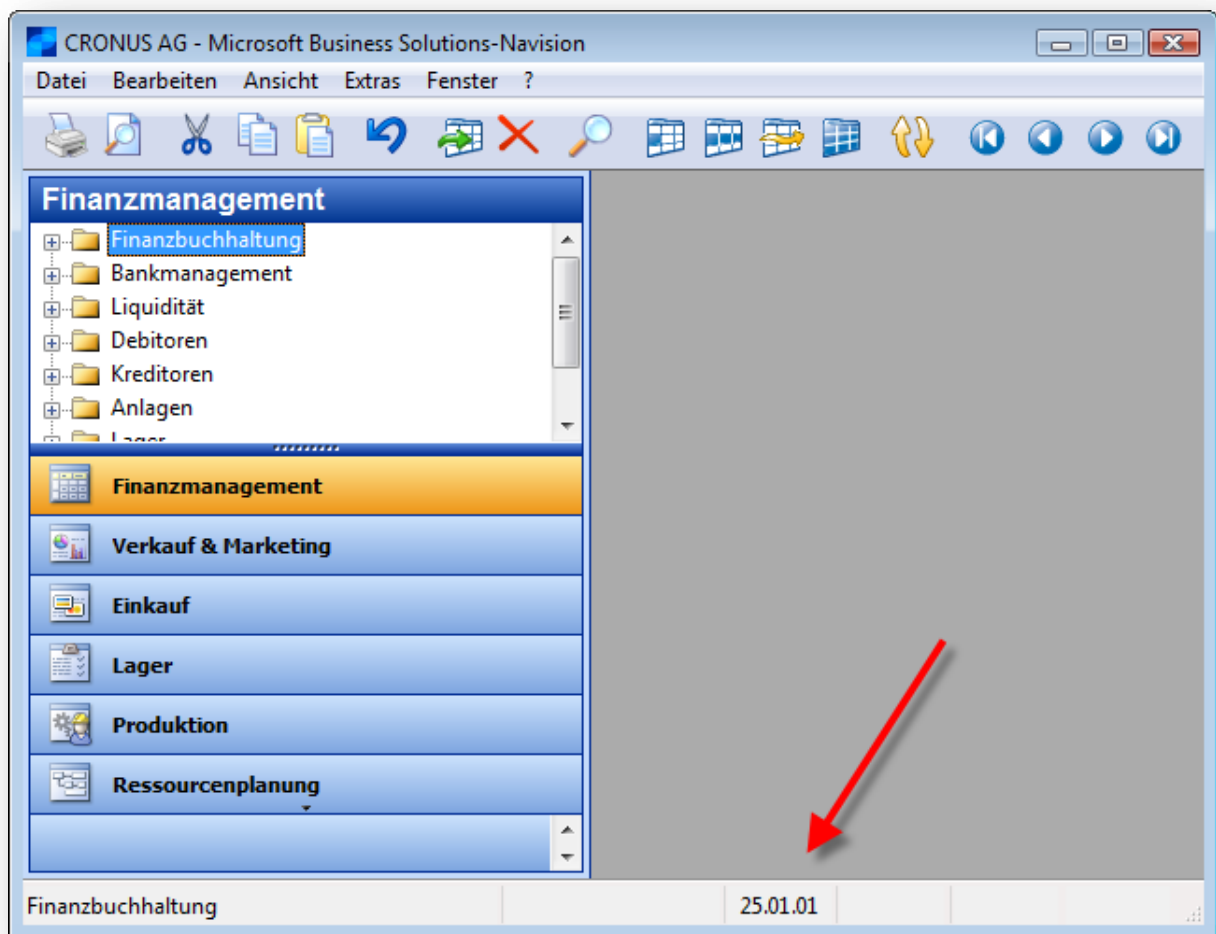 CRONUS AG - Microsoft Business Solutions-Navision
Datei Bearbeiten Ansicht Extras Fenster ?
Finanzmanagement
Finanzbuchhaltung
Bankmanagement
Liquidität
Debitoren
Kreditoren
Anlagen
Lager
Finanzmanagement
Verkauf & Marketing
Einkauf
Lager
Produktion
Ressourcenplanung
Finanzbuchhaltung 25.01.01